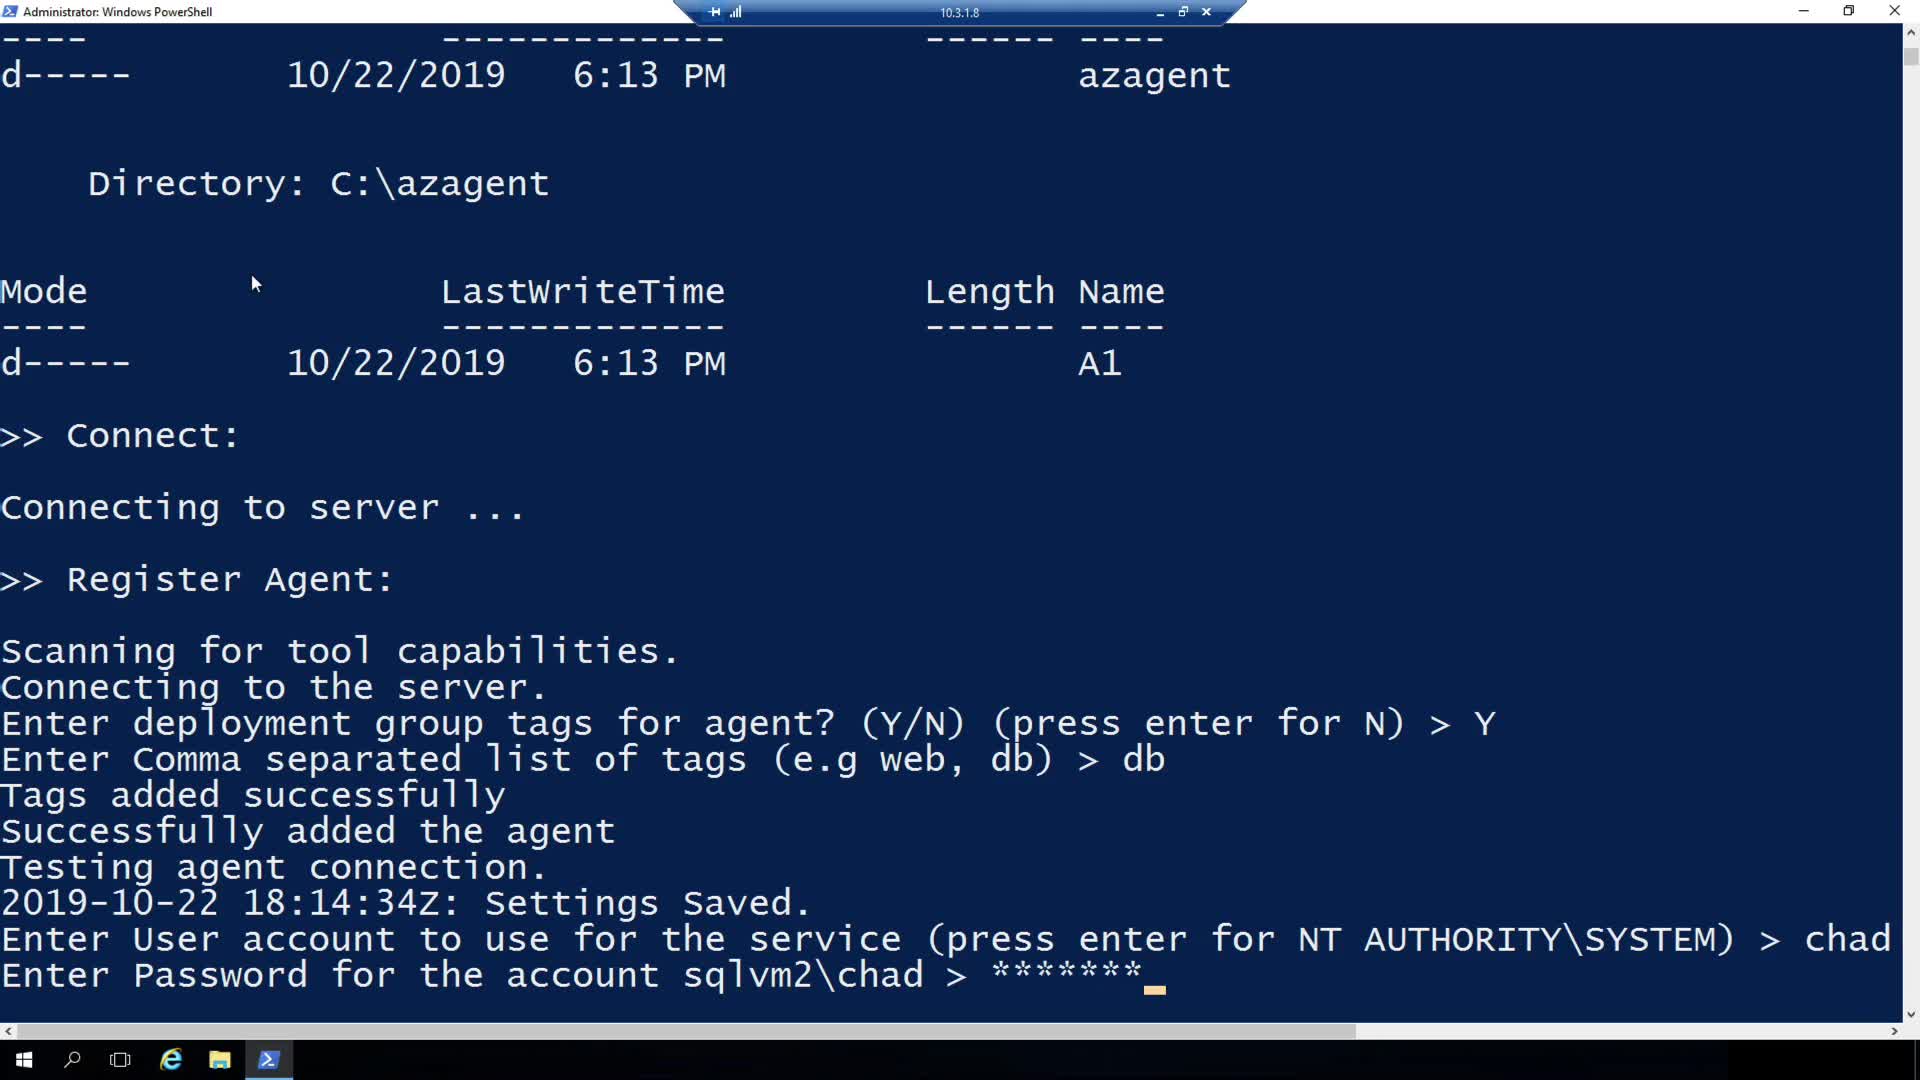 Administrator: Windows PowerShell
10.3.1.8
---- ------------- ------ ----
d----- 10/22/2019 6:13 PM azagent
Directory: C:\azagent
Mode LastWriteTime Length Name
---- ------------- ------ ----
d----- 10/22/2019 6:13 PM A1
>> Connect:
Connecting to server ...
>> Register Agent:
Scanning for tool capabilities.
Connecting to the server.
Enter deployment group tags for agent? (Y/N) (press enter for N) > Y
Enter Comma separated list of tags (e.g web, db) > db
Tags added successfully
Successfully added the agent
Testing agent connection.
2019-10-22 18:14:34Z: Settings Saved.
Enter User account to use for the service (press enter for NT AUTHORITY\SYSTEM) > chad
Enter Password for the account sqlvm2\chad > *******